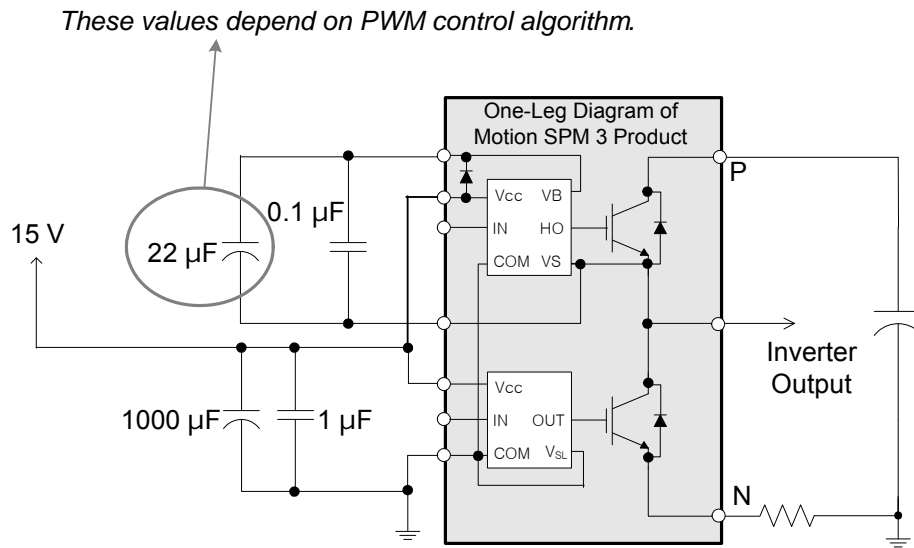 These values depend on PWM control algorithm.
One-Leg Diagram of
Motion SPM 3 Product
P
Vcc
VB
0.1 µF
IN
HO
15 V
22 µF
COM
VS
Inverter
Output
Vcc
1000 µF
1 µF
IN
OUT
COM
VSL
N